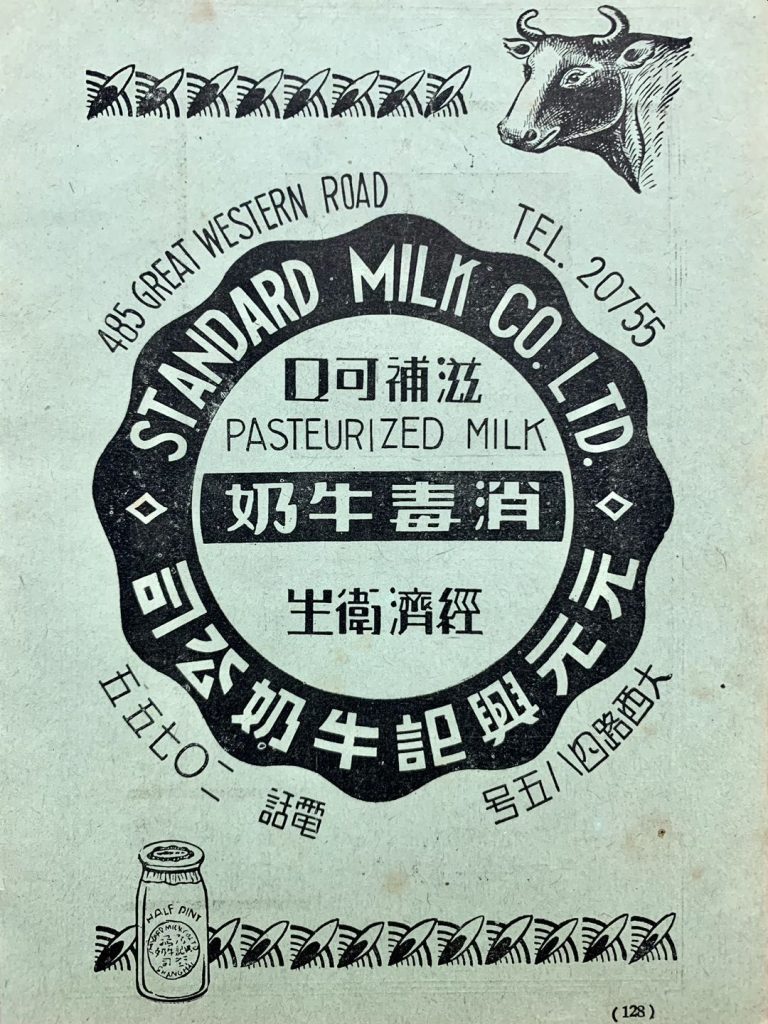 485 GREAT WESTERN ROAD
TEL. 20755
STANDARD MILK CO. LTD.
滋補可口
PASTEURIZED MILK
消毒牛奶
經濟衛生
元元興記牛奶公司
大西路四八五号
電話 二〇七五五
HALF PINT
SHANGHAI
(128)